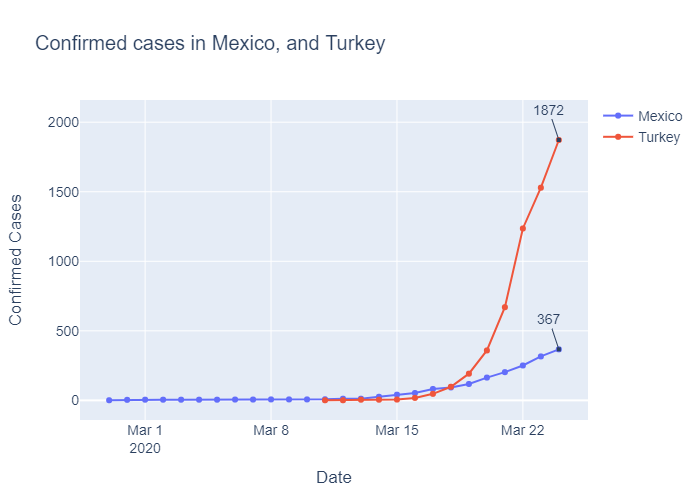 Confirmed cases in Mexico, and Turkey
1872
Mexico
Turkey
2000
1500
1000
500
0
367
Confirmed Cases
Mar 1
2020
Mar 8
Mar 15
Mar 22
Date